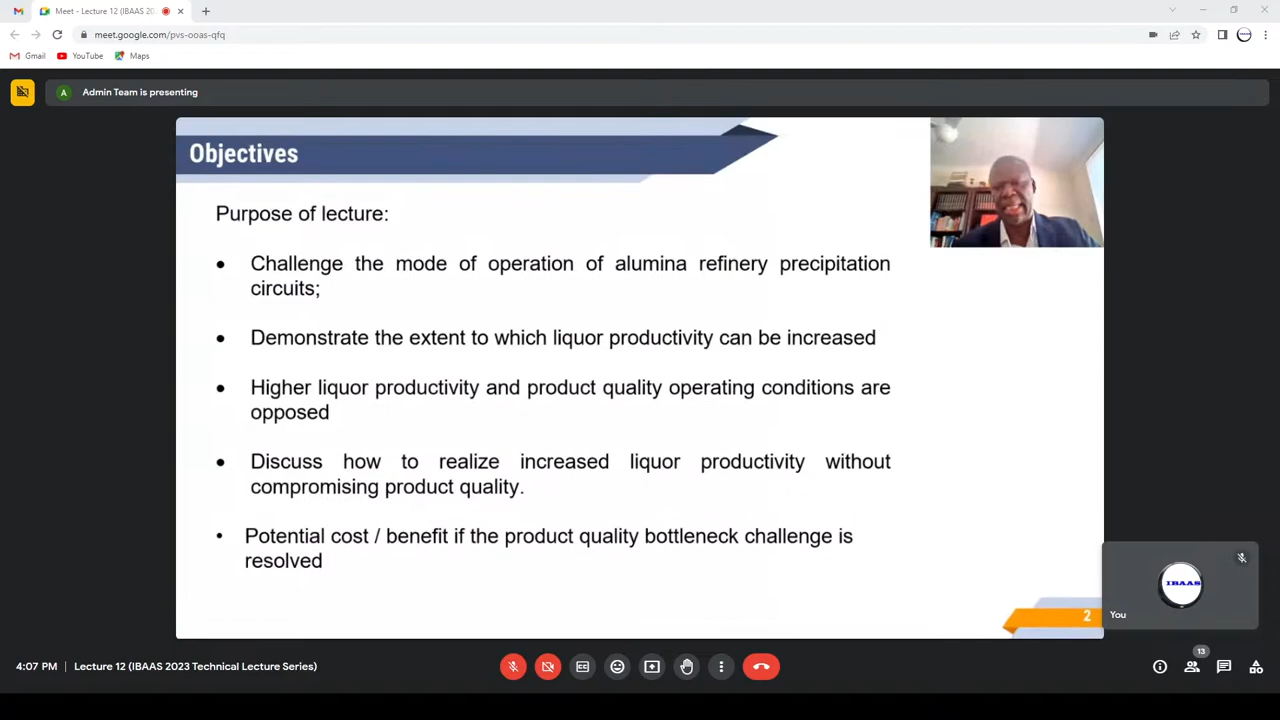 Meet - Lecture 12 (IBAAS 20
meet.google.com/pvs-ooas-qfq
Gmail YouTube Maps
A Admin Team is presenting
Objectives
Purpose of lecture:
• Challenge the mode of operation of alumina refinery precipitation
circuits;
• Demonstrate the extent to which liquor productivity can be increased
• Higher liquor productivity and product quality operating conditions are
opposed
• Discuss how to realize increased liquor productivity without
compromising product quality.
• Potential cost / benefit if the product quality bottleneck challenge is
resolved
IBAAS
You
2
13
4:07 PM | Lecture 12 (IBAAS 2023 Technical Lecture Series)